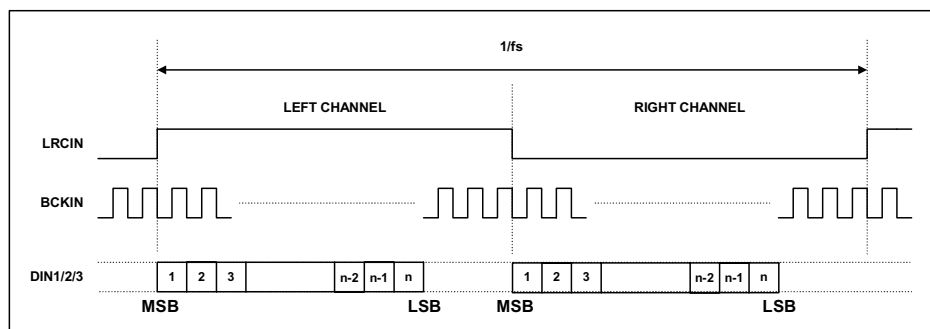 1/fs
LEFT CHANNEL RIGHT CHANNEL
LRCIN
BCKIN
DIN1/2/3 1 2 3 n-2 n-1 n 1 2 3 n-2 n-1 n
MSB LSB MSB LSB